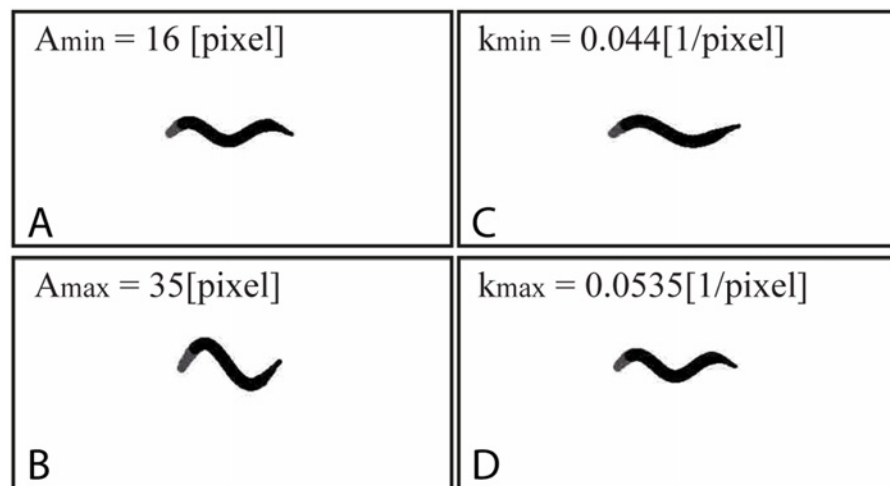 Amin = 16 [pixel]
A
kmin = 0.044[1/pixel]
C
Amax = 35[pixel]
B
kmax = 0.0535[1/pixel]
D